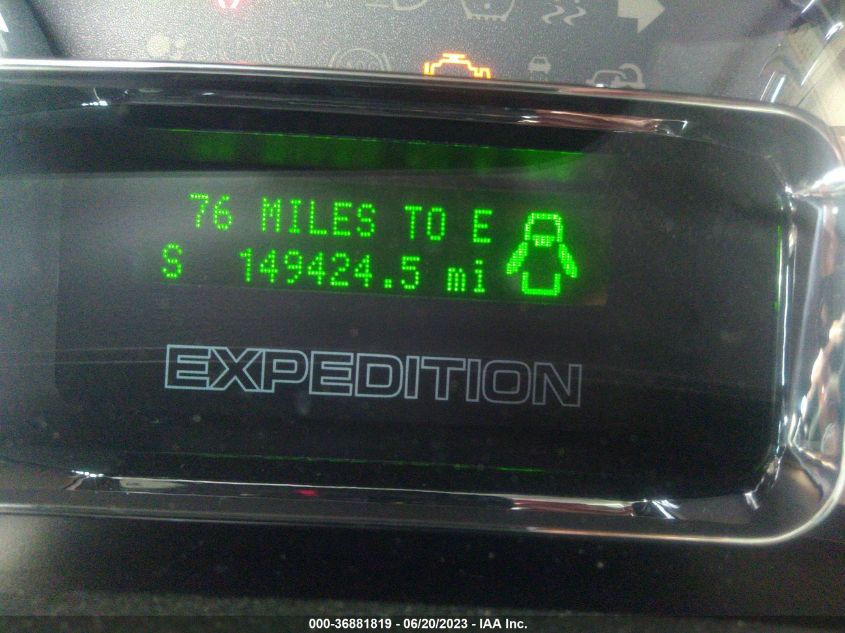 76 MILES TO E
S 149424.5 mi
EXPEDITION
000-36881819 - 06/20/2023 - IAA Inc.